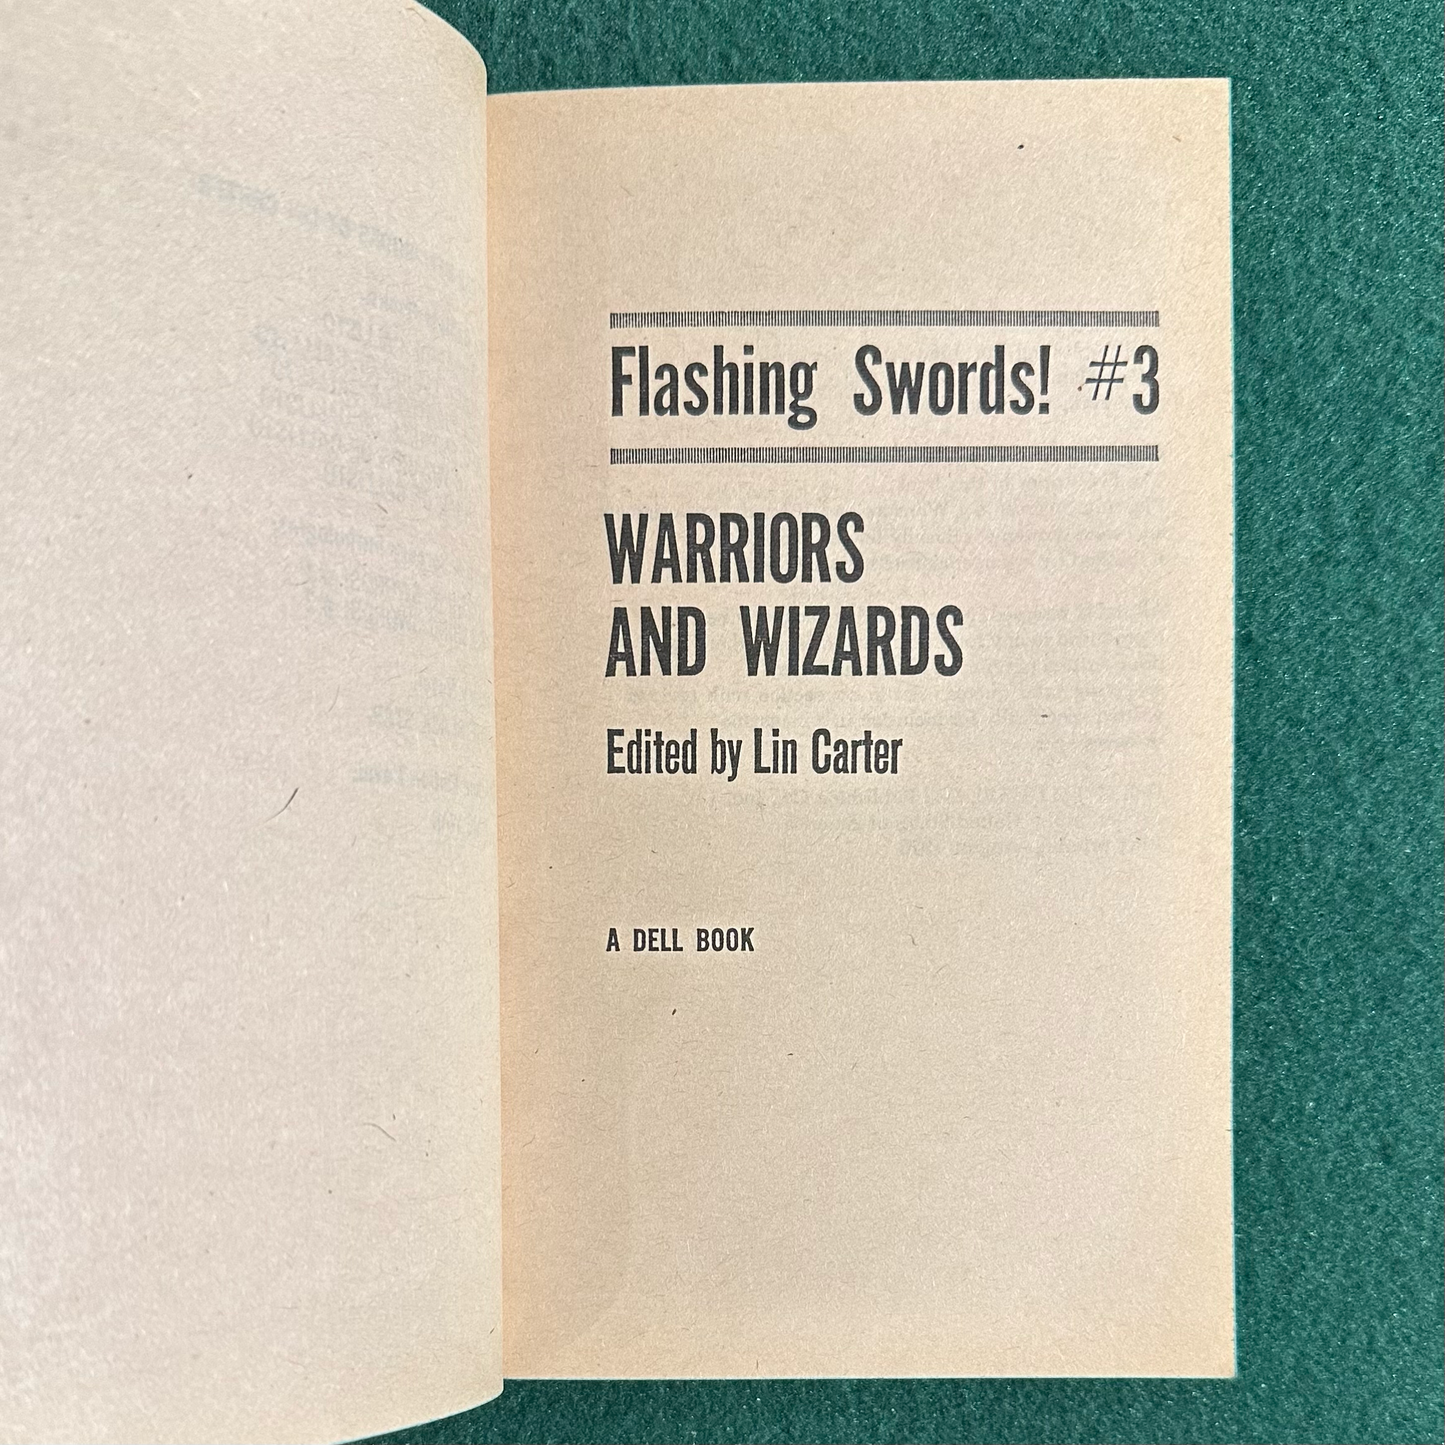 Flashing Swords! #3
WARRIORS
AND WIZARDS
Edited by Lin Carter
A DELL BOOK